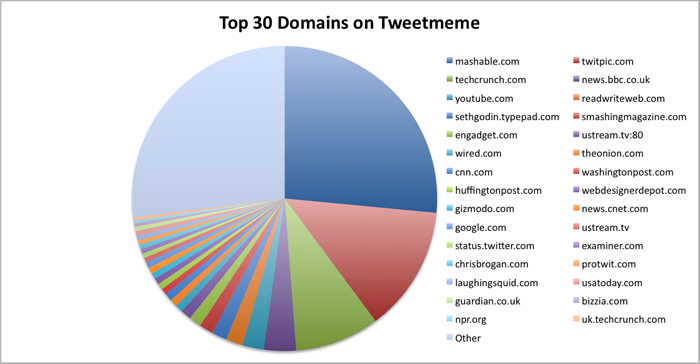 Top 30 Domains on Tweetmeme
mashable.com twitpic.com
techcrunch.com news.bbc.co.uk
youtube.com readwriteweb.com
sethgodin.typepad.com smashingmagazine.com
engadget.com ustream.tv:80
wired.com theonion.com
cnn.com washingtonpost.com
huffingtonpost.com webdesignerdepot.com
gizmodo.com news.cnet.com
google.com ustream.tv
status.twitter.com examiner.com
chrisbrogan.com protwit.com
laughingsquid.com usatoday.com
guardian.co.uk bizzia.com
npr.org uk.techcrunch.com
Other